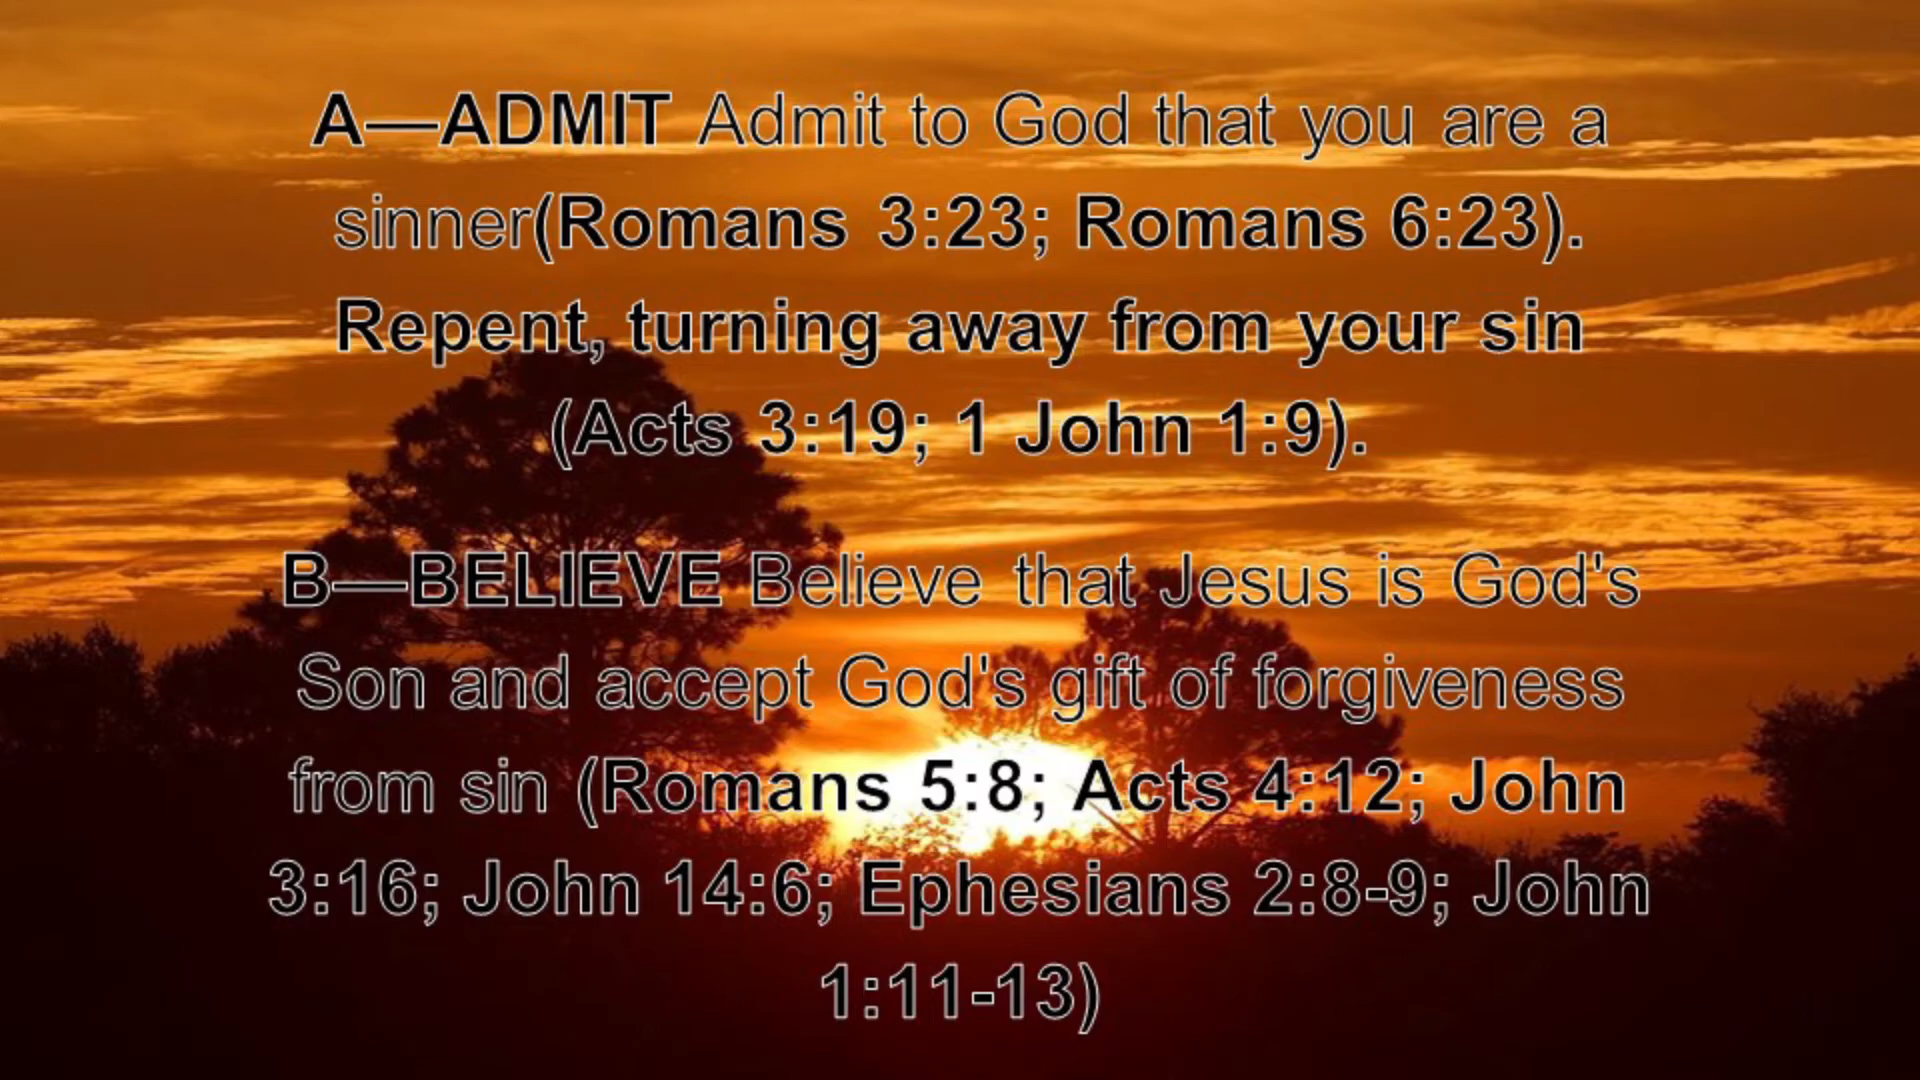 A—ADMIT Admit to God that you are a
sinner(Romans 3:23; Romans 6:23).
Repent, turning away from your sin
(Acts 3:19; 1 John 1:9).
B—BELIEVE Believe that Jesus is God's
Son and accept God's gift of forgiveness
from sin (Romans 5:8; Acts 4:12; John
3:16; John 14:6; Ephesians 2:8-9; John
1:11-13)